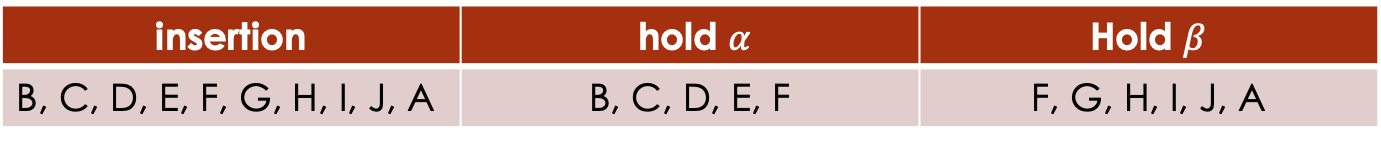 insertion hold α Hold β
B, C, D, E, F, G, H, I, J, A B, C, D, E, F F, G, H, I, J, A